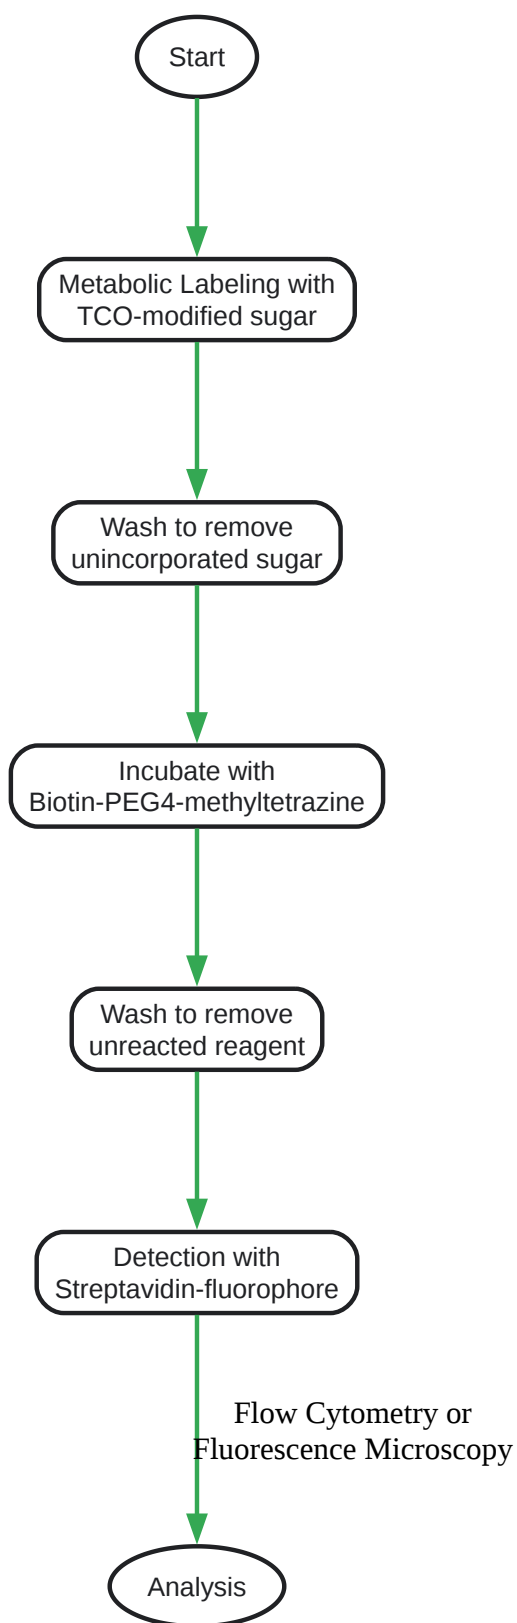 Start
Metabolic Labeling with
TCO-modified sugar
Wash to remove
unincorporated sugar
Incubate with
Biotin-PEG4-methyltetrazine
Wash to remove
unreacted reagent
Detection with
Streptavidin-fluorophore
Flow Cytometry or
Fluorescence Microscopy
Analysis